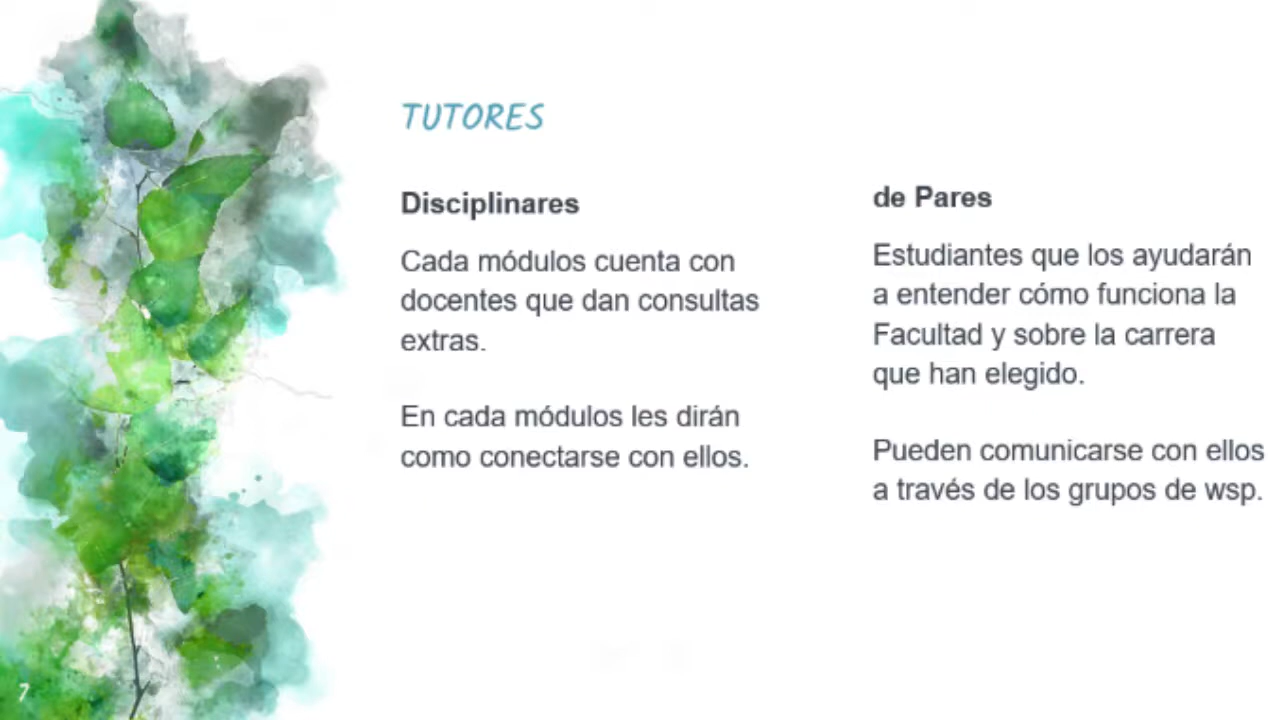 TUTORES
Disciplinares
Cada módulos cuenta con
docentes que dan consultas
extras.
En cada módulos les dirán
como conectarse con ellos.
de Pares
Estudiantes que los ayudarán
a entender cómo funciona la
Facultad y sobre la carrera
que han elegido.
Pueden comunicarse con ellos
a través de los grupos de wsp.
7